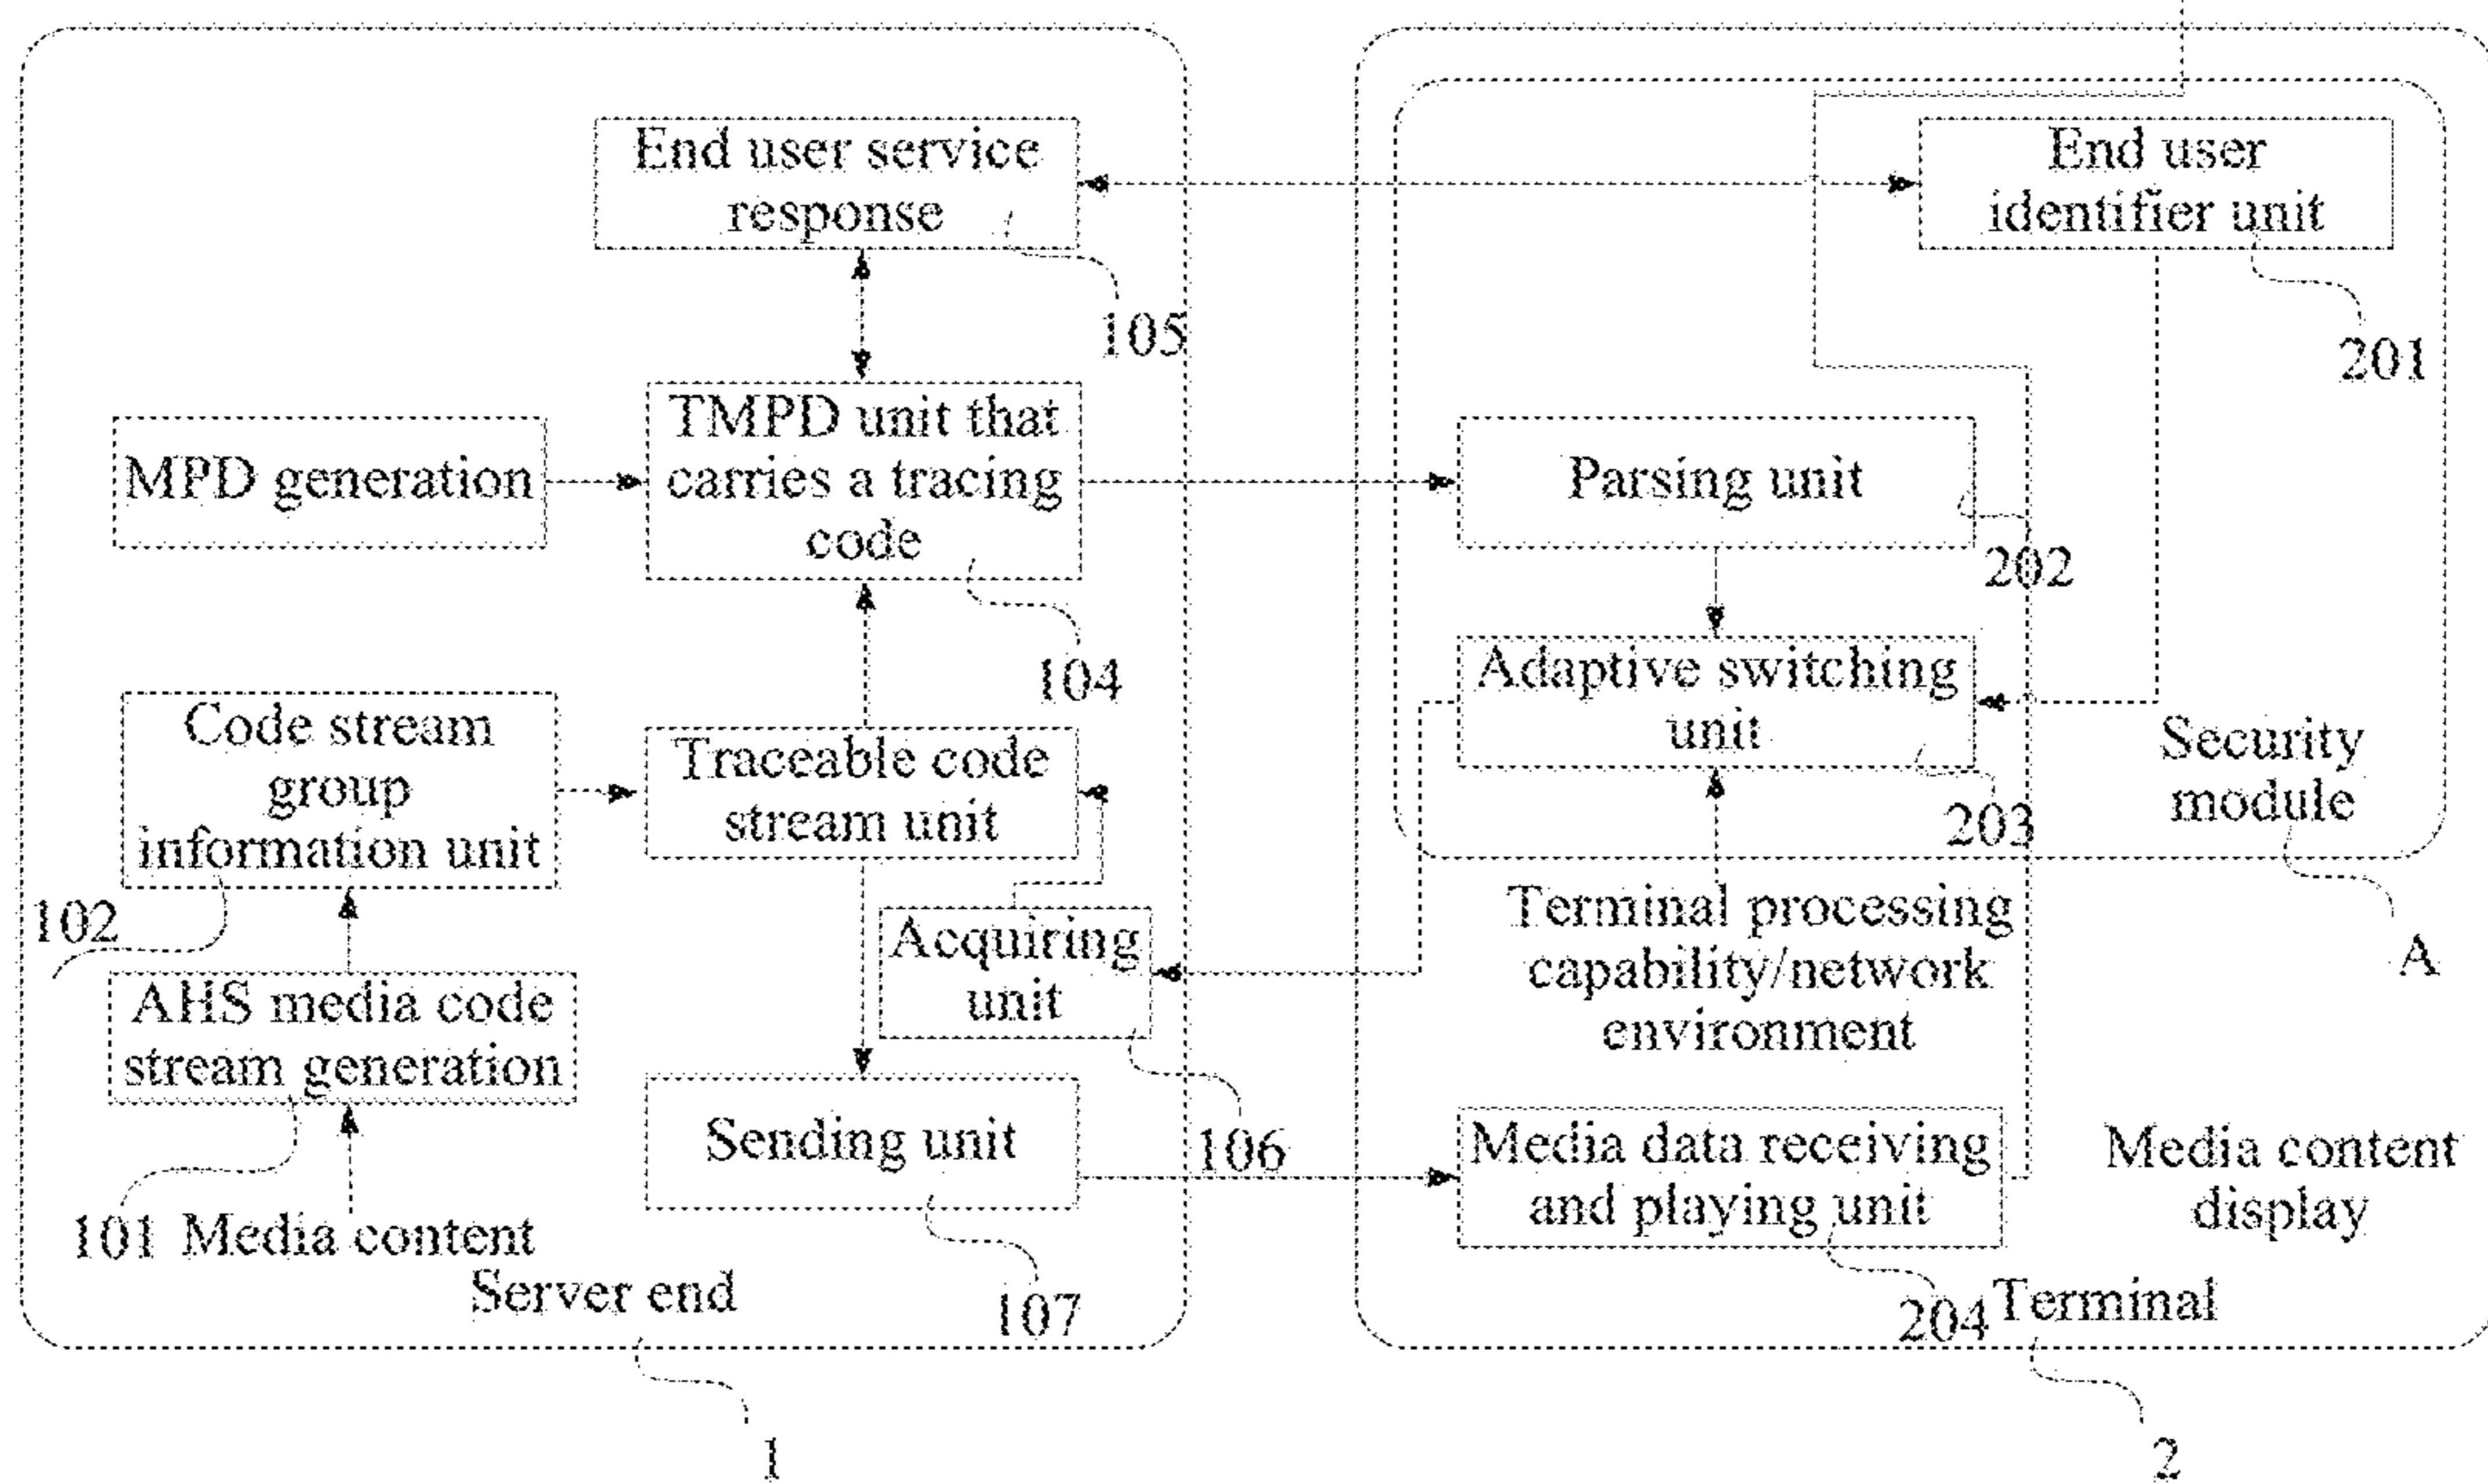 End user service
response
105
MPD generation
TMPD unit that
carries a tracing
code
104
Code stream
group
information unit
102
Traceable code
stream unit
Acquiring
unit
106
AHS media code
stream generation
101
Media content
Sending unit
107
Server end
1
End user
identifier unit
201
Parsing unit
202
Adaptive switching
unit
203
Security
module
A
Terminal processing
capability/network
environment
Media data receiving
and playing unit
204
Media content
display
Terminal
2